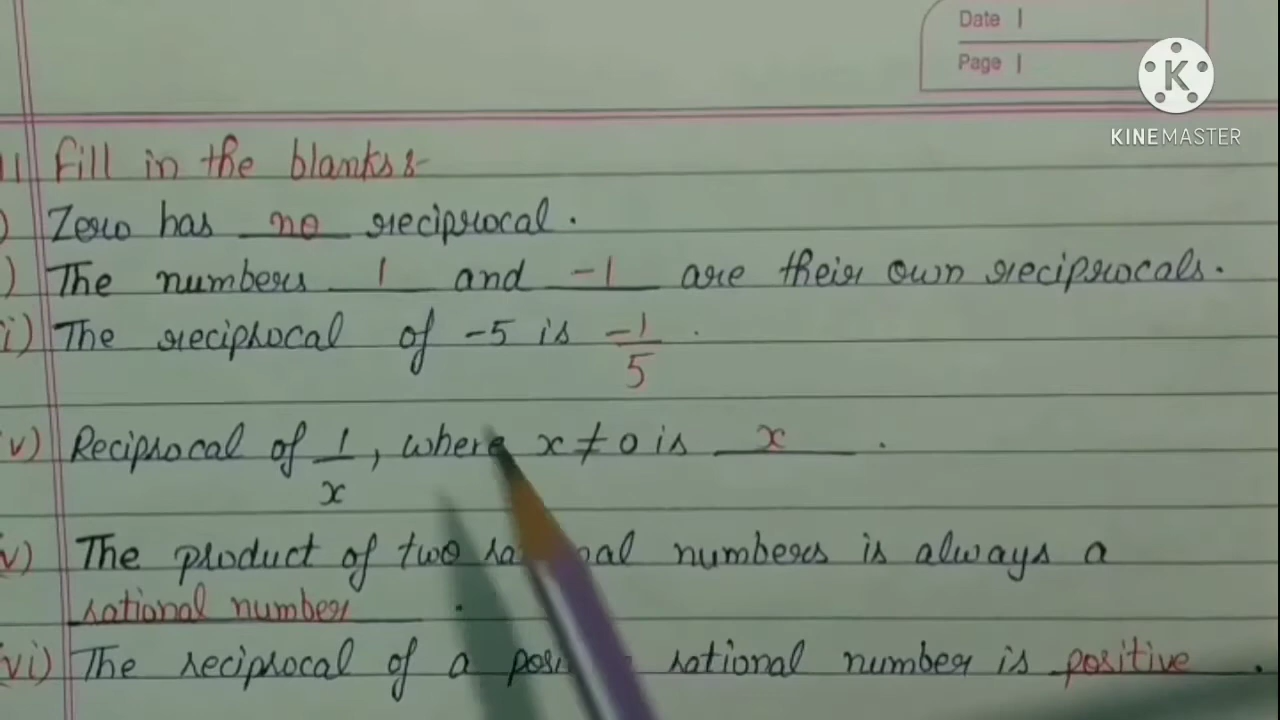 Date
Page
KINEMASTER
11 Fill in the blanks:-
) Zero has no reciprocal.
) The numbers 1 and -1 are their own reciprocals.
i) The reciprocal of -5 is -1/5.
v) Reciprocal of 1/x, where x ≠ 0 is x.
v) The product of two numbers is always a
rational number.
vi) The reciprocal of a rational number is positive.